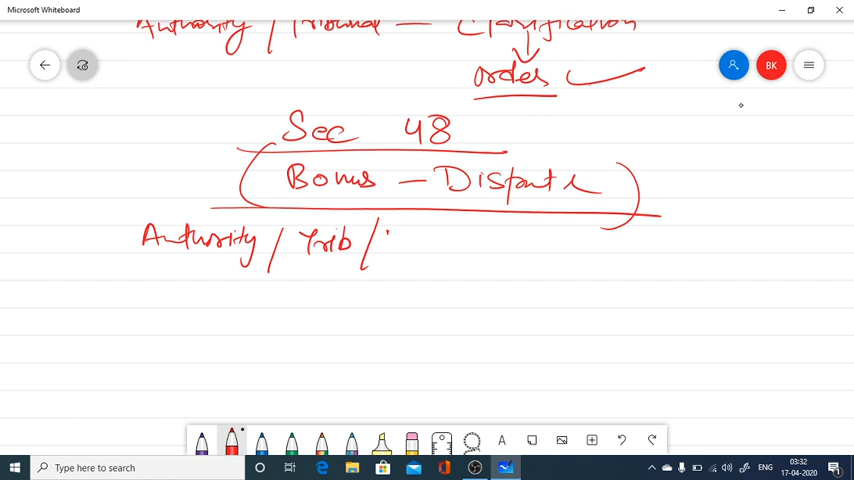 Microsoft Whiteboard
Authority / Tribunal — Clarification
order
BK
Sec 48
Bonus — Dispute
Authority / Trib /
A
Type here to search
ENG
03:32
17-04-2020
1